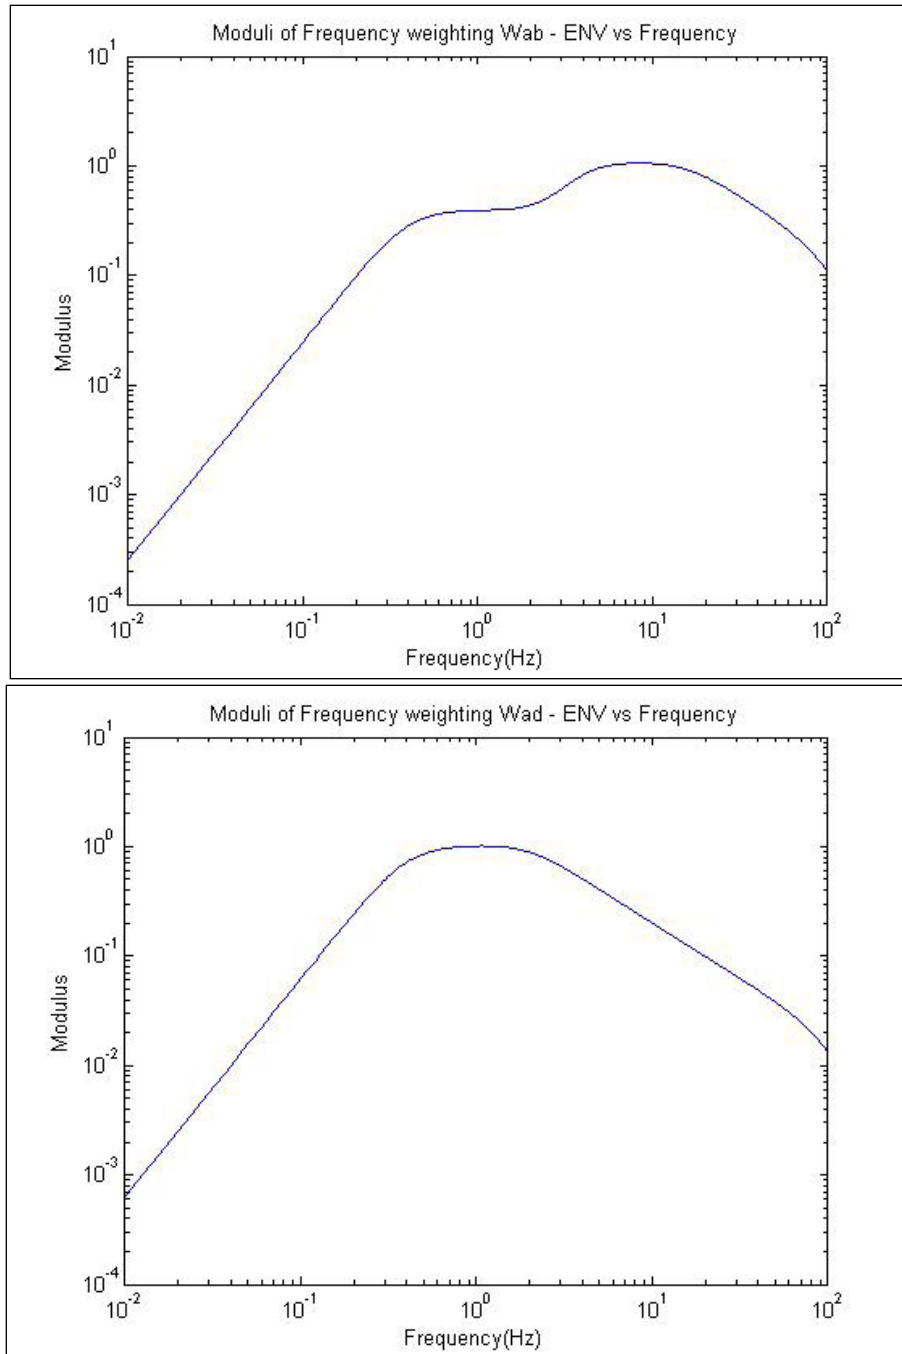 Moduli of Frequency weighting Wab - ENV vs Frequency
10^1
10^0
10^-1
10^-2
10^-3
10^-4
Modulus
10^-2 10^-1 10^0 10^1 10^2
Frequency(Hz)
Moduli of Frequency weighting Wad - ENV vs Frequency
10^1
10^0
10^-1
10^-2
10^-3
10^-4
Modulus
10^-2 10^-1 10^0 10^1 10^2
Frequency(Hz)